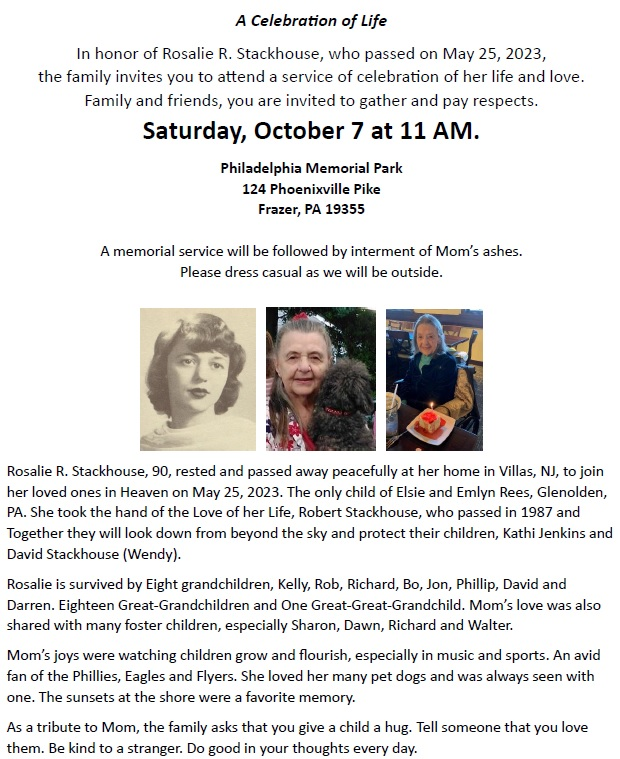 A Celebration of Life
In honor of Rosalie R. Stackhouse, who passed on May 25, 2023,
the family invites you to attend a service of celebration of her life and love.
Family and friends, you are invited to gather and pay respects.
Saturday, October 7 at 11 AM.
Philadelphia Memorial Park
124 Phoenixville Pike
Frazer, PA 19355
A memorial service will be followed by interment of Mom's ashes.
Please dress casual as we will be outside.
Rosalie R. Stackhouse, 90, rested and passed away peacefully at her home in Villas, NJ, to join
her loved ones in Heaven on May 25, 2023. The only child of Elsie and Emlyn Rees, Glenolden,
PA. She took the hand of the Love of her Life, Robert Stackhouse, who passed in 1987 and
Together they will look down from beyond the sky and protect their children, Kathi Jenkins and
David Stackhouse (Wendy).
Rosalie is survived by Eight grandchildren, Kelly, Rob, Richard, Bo, Jon, Phillip, David and
Darren. Eighteen Great-Grandchildren and One Great-Great-Grandchild. Mom's love was also
shared with many foster children, especially Sharon, Dawn, Richard and Walter.
Mom's joys were watching children grow and flourish, especially in music and sports. An avid
fan of the Phillies, Eagles and Flyers. She loved her many pet dogs and was always seen with
one. The sunsets at the shore were a favorite memory.
As a tribute to Mom, the family asks that you give a child a hug. Tell someone that you love
them. Be kind to a stranger. Do good in your thoughts every day.